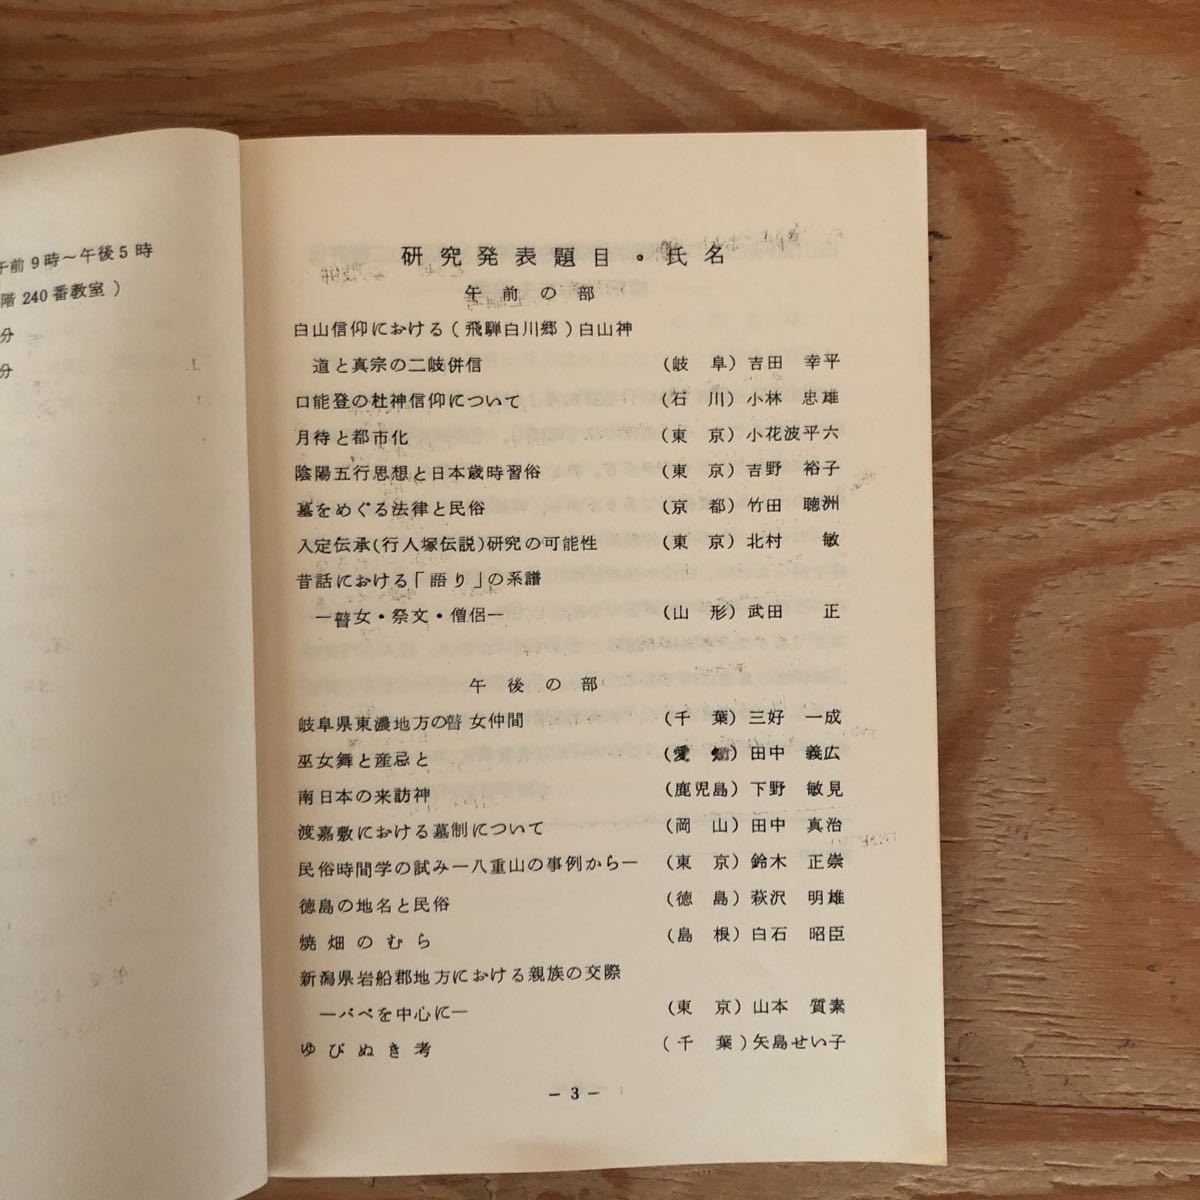 午前9時～午後5時
階240番教室）
分
分
研究発表題目・氏名
午前の部
白山信仰における（飛騨白川郷）白山神
道と真宗の二岐併信 （岐阜）吉田 幸平
口能登の杜神信仰について （石川）小林 忠雄
月待と都市化 （東京）小花波平六
陰陽五行思想と日本歳時習俗 （東京）吉野 裕子
墓をめぐる法律と民俗 （京都）竹田 聴洲
入定伝承（行人塚伝説）研究の可能性 （東京）北村 敏
昔話における「語り」の系譜
―瞽女・祭文・僧侶― （山形）武田 正
午後の部
岐阜県東濃地方の瞽女仲間 （千葉）三好 一成
巫女舞と産忌と （愛知）田中 義広
南日本の来訪神 （鹿児島）下野 敏見
渡嘉敷における墓制について （岡山）田中 真治
民俗時間学の試み―八重山の事例から― （東京）鈴木 正崇
徳島の地名と民俗 （徳島）萩沢 明雄
焼畑のむら （島根）白石 昭臣
新潟県岩船郡地方における親族の交際
―パペを中心に― （東京）山本 質素
ゆびぬき考 （千葉）矢島せい子
― 3 ―